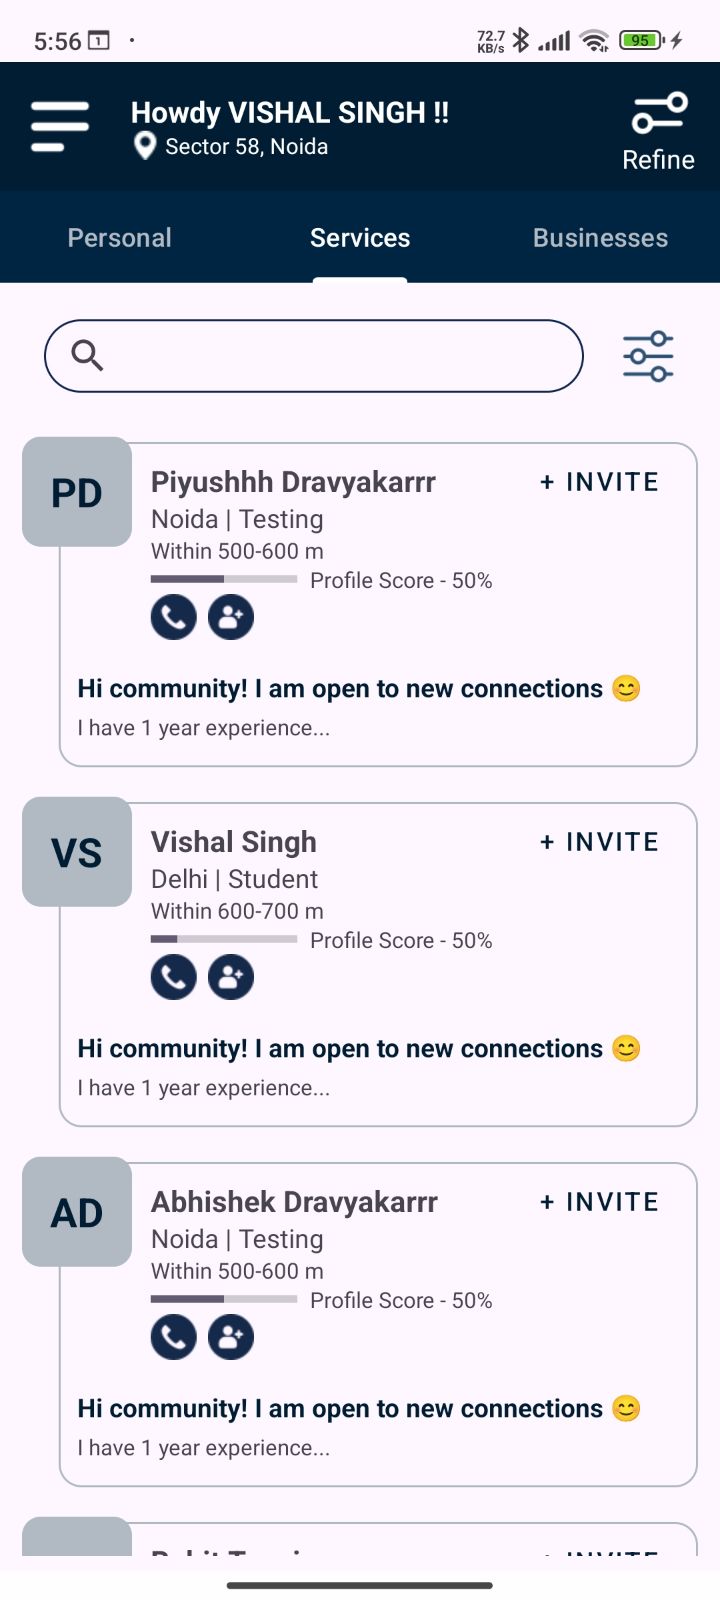 5:56
72.7
KB/s
95
Howdy VISHAL SINGH !!
Sector 58, Noida
Refine
Personal
Services
Businesses
PD
Piyushhh Dravyakarrr
+ INVITE
Noida | Testing
Within 500-600 m
Profile Score - 50%
Hi community! I am open to new connections 😊
I have 1 year experience...
VS
Vishal Singh
+ INVITE
Delhi | Student
Within 600-700 m
Profile Score - 50%
Hi community! I am open to new connections 😊
I have 1 year experience...
AD
Abhishek Dravyakarrr
+ INVITE
Noida | Testing
Within 500-600 m
Profile Score - 50%
Hi community! I am open to new connections 😊
I have 1 year experience...
+ INVITE